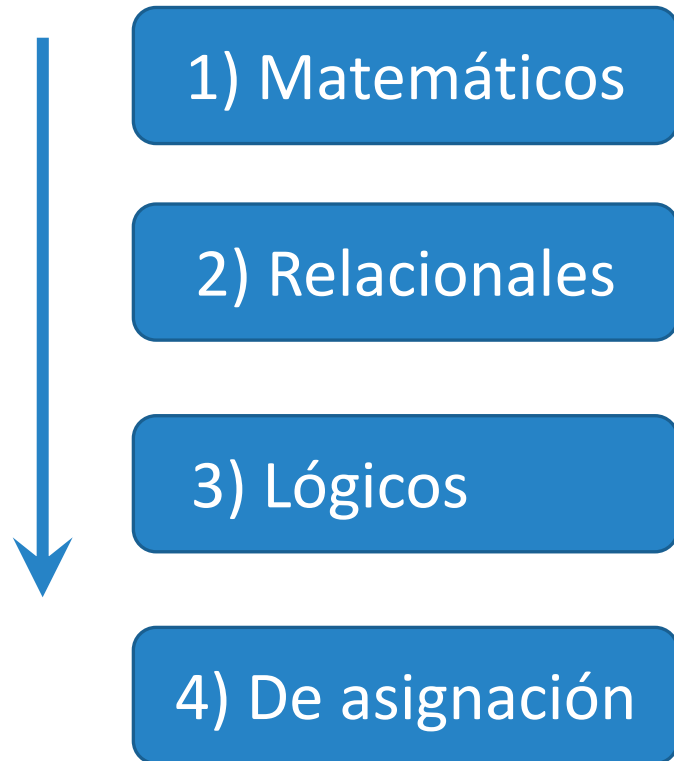 1) Matemáticos
2) Relacionales
3) Lógicos
4) De asignación